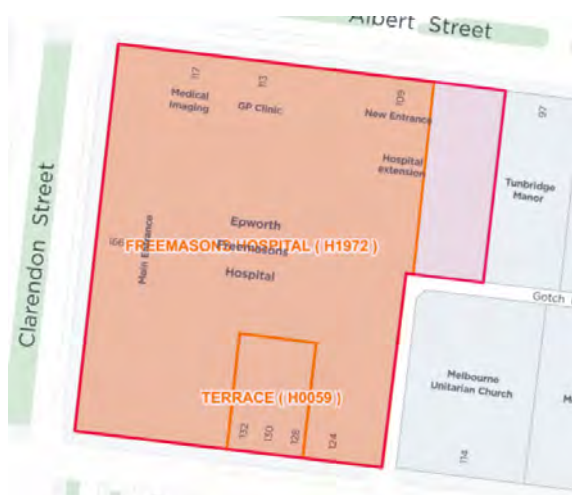 Albert Street
117
113
109
97
Medical
Imaging
GP Clinic
New Entrance
Hospital
extension
Tunbridge
Manor
Clarendon Street
166
Main Entrance
Epworth
Freemasons
Hospital
FREEMASONS HOSPITAL ( H1972 )
Gotch
TERRACE ( H0059 )
132
130
128
124
Melbourne
Unitarian Church
114
M